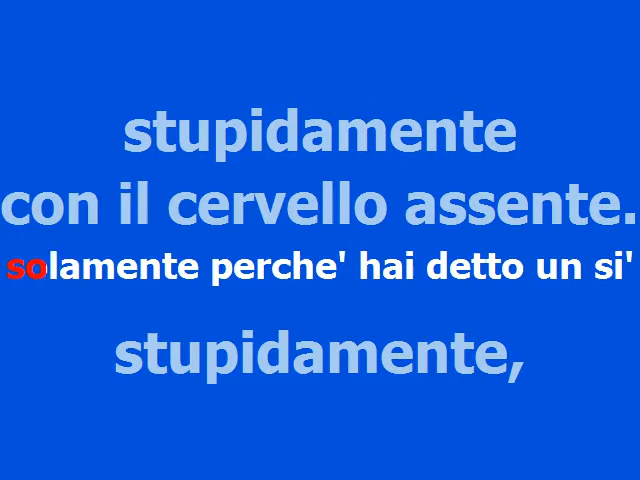 stupidamente
con il cervello assente.
solamente perche' hai detto un si'
stupidamente,